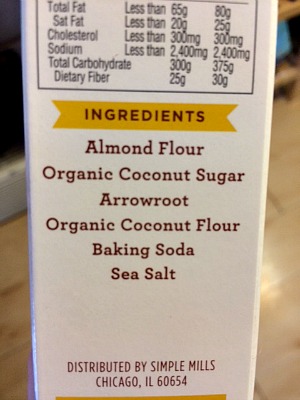 Total Fat Less than 65g 80g
Sat Fat Less than 20g 25g
Cholesterol Less than 300mg 300mg
Sodium Less than 2,400mg 2,400mg
Total Carbohydrate 300g 375g
Dietary Fiber 25g 30g
INGREDIENTS
Almond Flour
Organic Coconut Sugar
Arrowroot
Organic Coconut Flour
Baking Soda
Sea Salt
DISTRIBUTED BY SIMPLE MILLS
CHICAGO, IL 60654